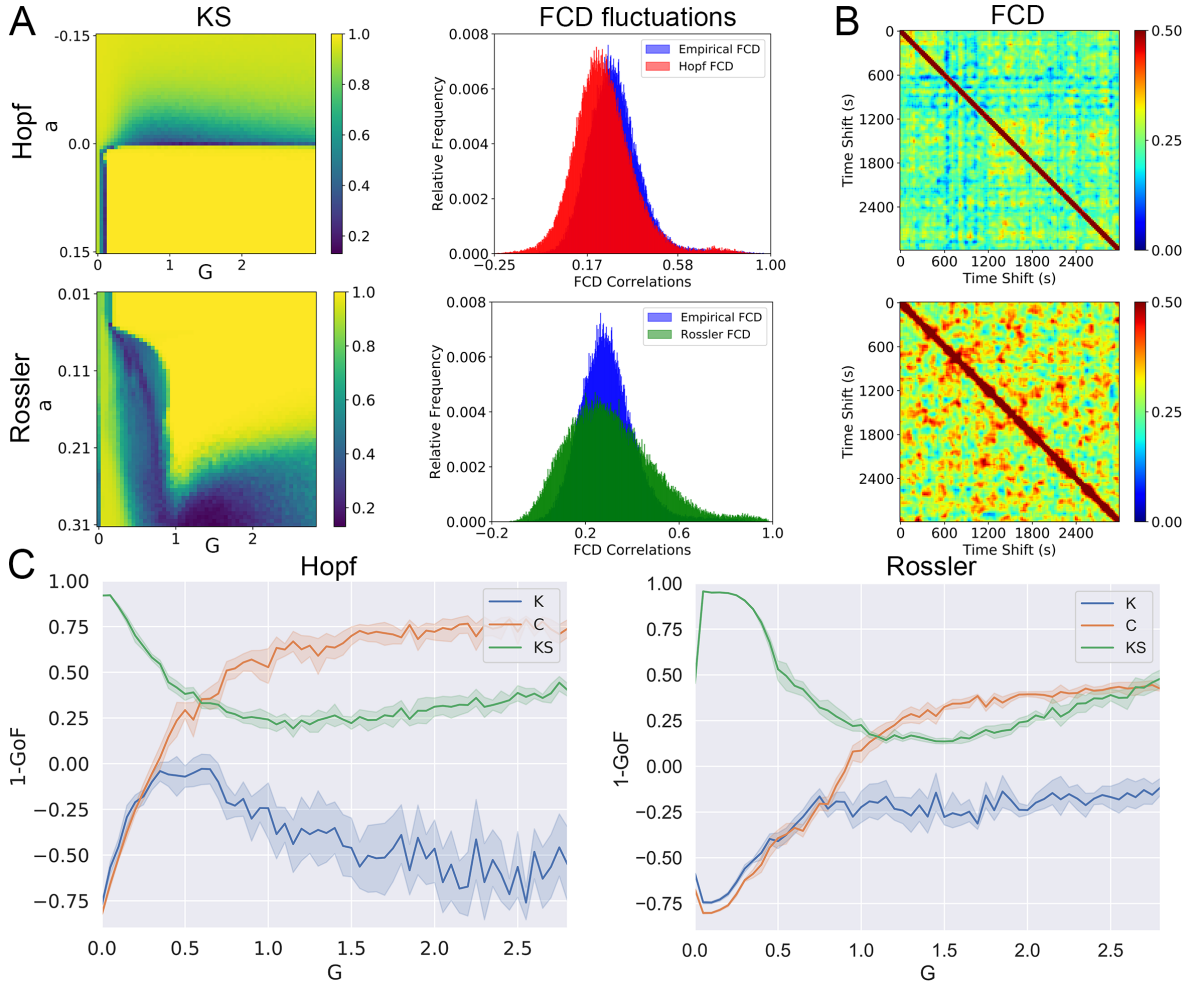 A
KS
FCD fluctuations
B
FCD
Hopf
a
−0.15
0.0
0.15
0
1
2
G
1.0
0.8
0.6
0.4
0.2
Relative Frequency
0.008
0.006
0.004
0.002
0.000
−0.25
0.17
0.58
1.00
FCD Correlations
Empirical FCD
Hopf FCD
Time Shift (s)
0
600
1200
1800
2400
0
600
1200
1800
2400
Time Shift (s)
0.50
0.25
0.00
Rossler
a
0.01
0.11
0.21
0.31
0
1
2
G
1.0
0.8
0.6
0.4
0.2
Relative Frequency
0.008
0.006
0.004
0.002
0.000
−0.2
0.2
0.6
1.0
FCD Correlations
Empirical FCD
Rossler FCD
Time Shift (s)
0
600
1200
1800
2400
0
600
1200
1800
2400
Time Shift (s)
0.50
0.25
0.00
C
Hopf
1-GoF
1.00
0.75
0.50
0.25
0.00
−0.25
−0.50
−0.75
0.0
0.5
1.0
1.5
2.0
2.5
G
K
C
KS
Rossler
1-GoF
1.00
0.75
0.50
0.25
0.00
−0.25
−0.50
−0.75
0.0
0.5
1.0
1.5
2.0
2.5
G
K
C
KS